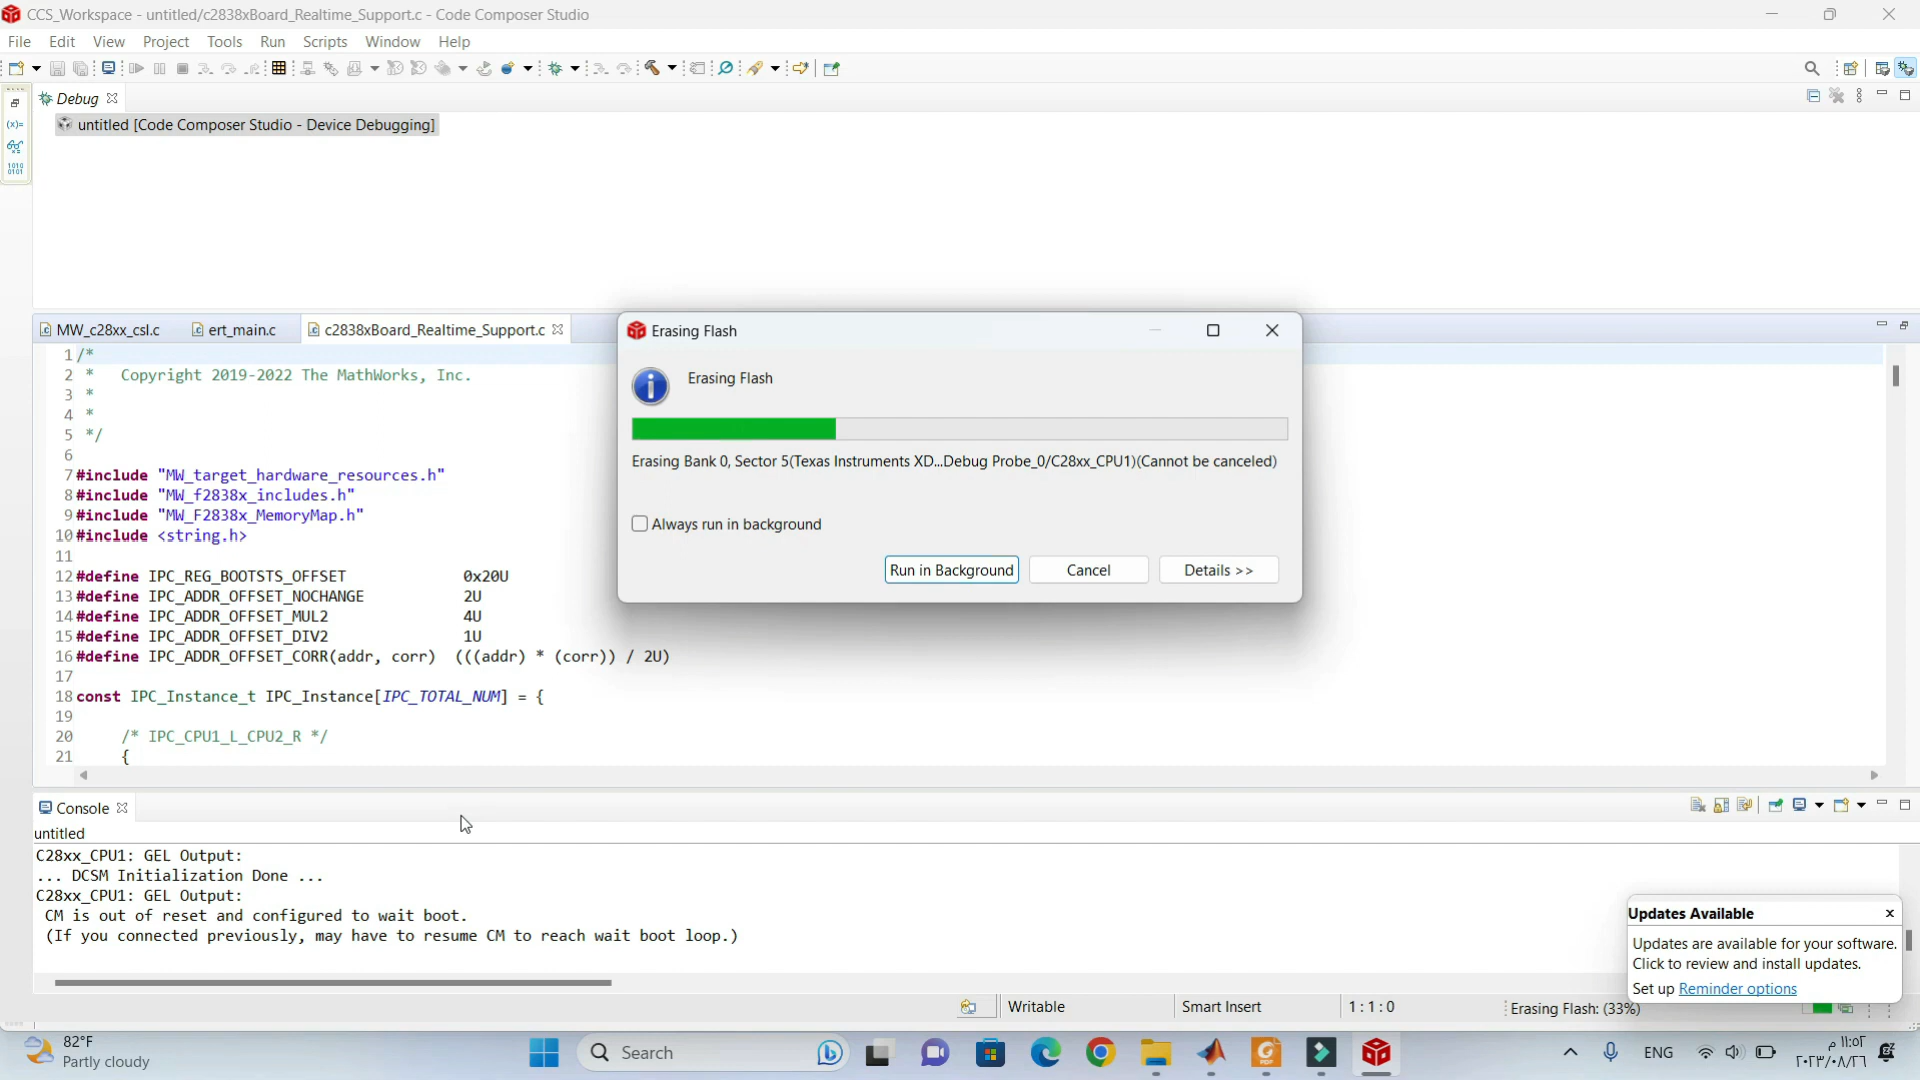 CCS_Workspace - untitled/c2838xBoard_Realtime_Support.c - Code Composer Studio
File Edit View Project Tools Run Scripts Window Help
Debug
untitled [Code Composer Studio - Device Debugging]
MW_c28xx_csl.c ert_main.c c2838xBoard_Realtime_Support.c
1 /*
2 * Copyright 2019-2022 The MathWorks, Inc.
3 *
4 *
5 */
6
7 #include "MW_target_hardware_resources.h"
8 #include "MW_f2838x_includes.h"
9 #include "MW_F2838x_MemoryMap.h"
10 #include <string.h>
11
12 #define IPC_REG_BOOTSTS_OFFSET 0x20U
13 #define IPC_ADDR_OFFSET_NOCHANGE 2U
14 #define IPC_ADDR_OFFSET_MUL2 4U
15 #define IPC_ADDR_OFFSET_DIV2 1U
16 #define IPC_ADDR_OFFSET_CORR(addr, corr) (((addr) * (corr)) / 2U)
17
18 const IPC_Instance_t IPC_Instance[IPC_TOTAL_NUM] = {
19
20 /* IPC_CPU1_L_CPU2_R */
21 {
Erasing Flash
Erasing Flash
Erasing Bank 0, Sector 5(Texas Instruments XD...Debug Probe_0/C28xx_CPU1)(Cannot be canceled)
Always run in background
Run in Background Cancel Details >>
Console
untitled
C28xx_CPU1: GEL Output:
... DCSM Initialization Done ...
C28xx_CPU1: GEL Output:
CM is out of reset and configured to wait boot.
(If you connected previously, may have to resume CM to reach wait boot loop.)
Updates Available
Updates are available for your software.
Click to review and install updates.
Set up Reminder options
Writable Smart Insert 1 : 1 : 0 Erasing Flash: (33%)
82°F
Partly cloudy
Search
ENG
١١:٥٢ م
٢٠٢٣/٠٨/٢٦